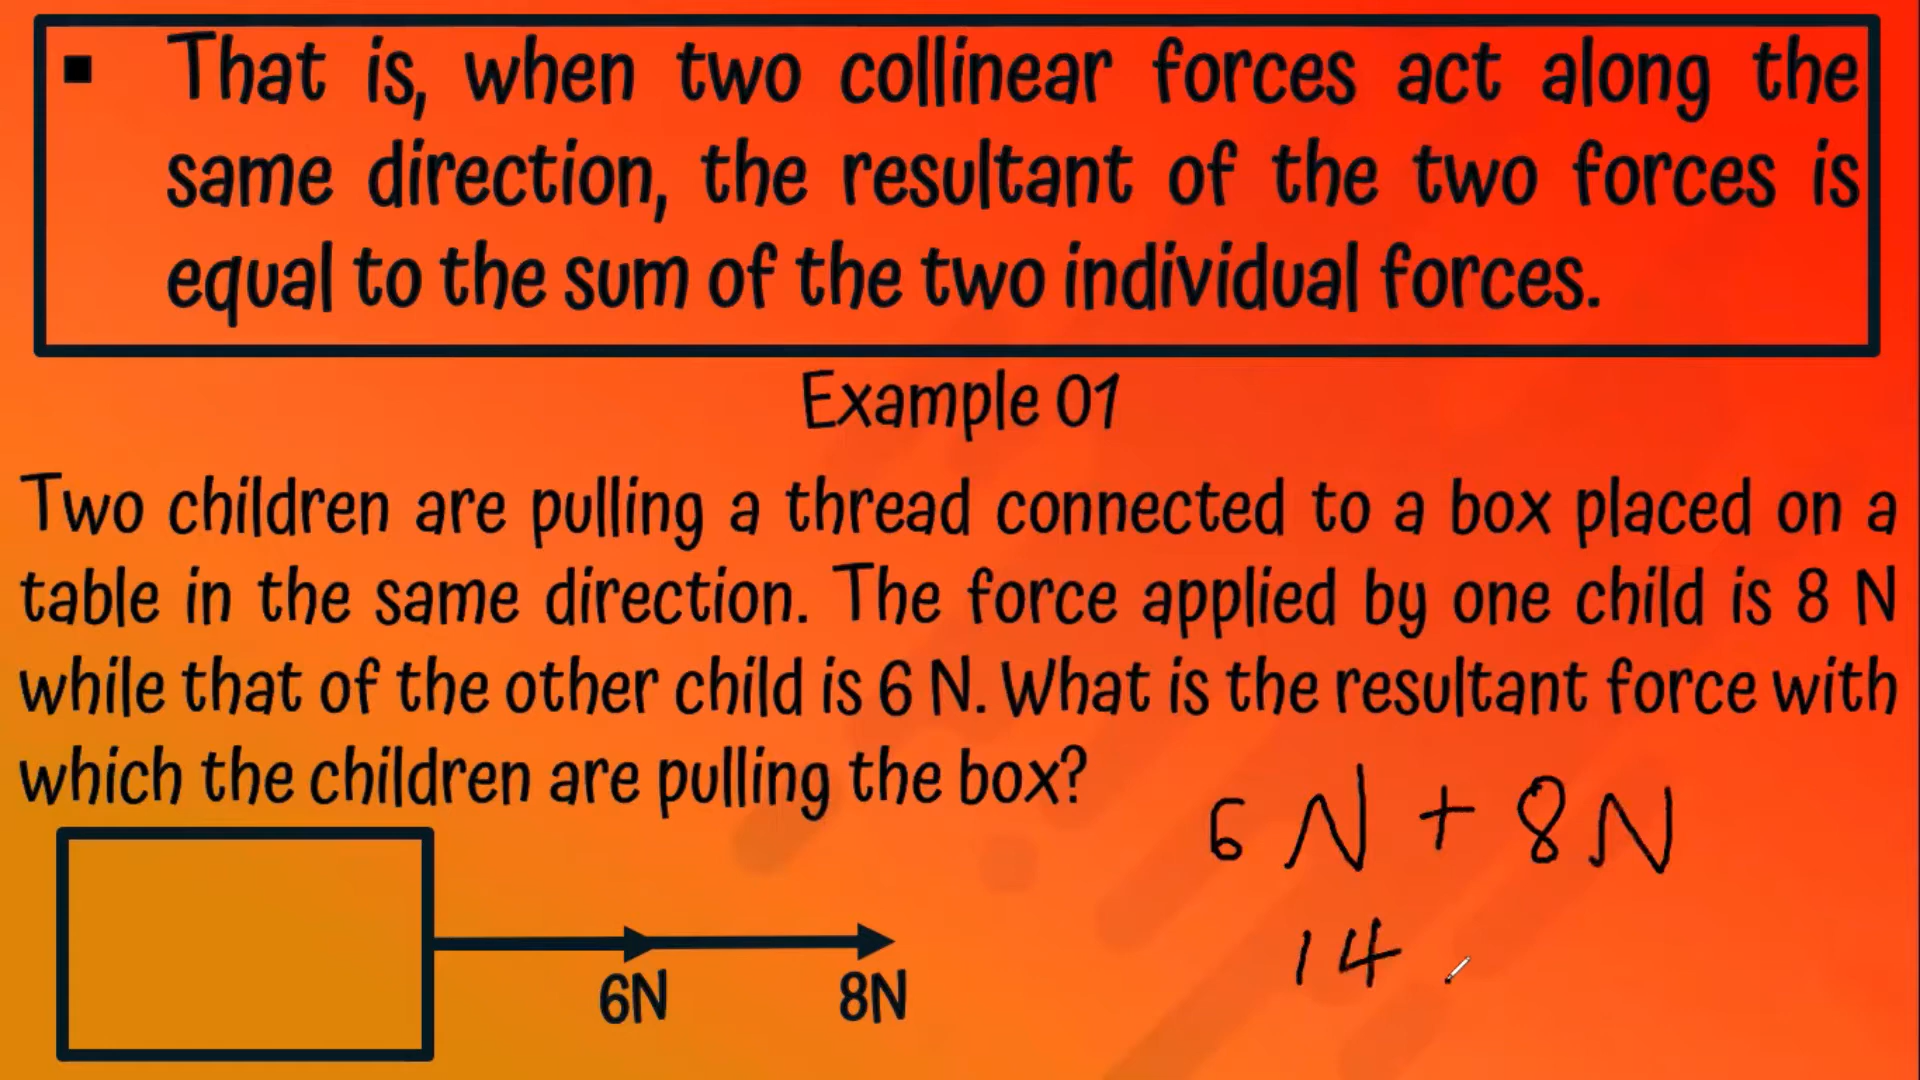 ▪ That is, when two collinear forces act along the
same direction, the resultant of the two forces is
equal to the sum of the two individual forces.
Example 01
Two children are pulling a thread connected to a box placed on a
table in the same direction. The force applied by one child is 8 N
while that of the other child is 6 N. What is the resultant force with
which the children are pulling the box?
6 N + 8 N
14
6N 8N